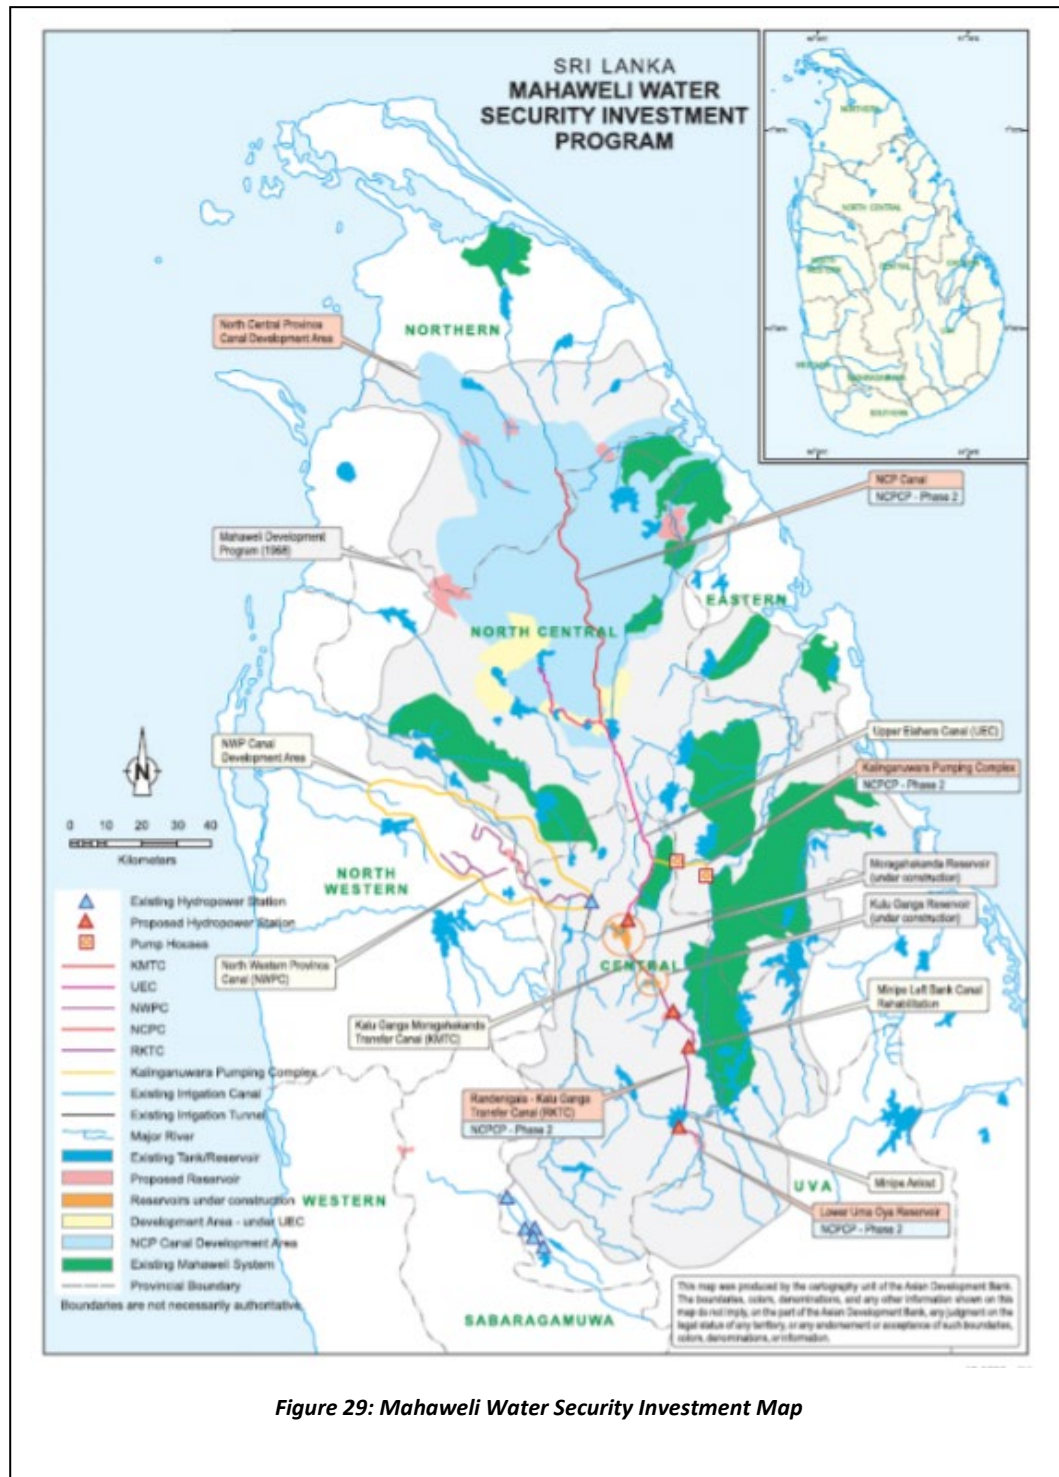 SRI LANKA
MAHAWELI WATER
SECURITY INVESTMENT
PROGRAM
NORTHERN
NORTH CENTRAL
CENTRAL
UVA
SOUTHERN
North Central Province
Canal Development Area
NORTHERN
NCP Canal
NCPCP - Phase 2
Mahaweli Development
Program (1968)
EASTERN
NORTH CENTRAL
NWP Canal
Development Area
Upper Elahera Canal (UEC)
Kalinganuwara Pumping Complex
NCPCP - Phase 2
N
0 10 20 30 40
Kilometers
Moragahakanda Reservoir
(under construction)
NORTH
WESTERN
Kulu Ganga Reservoir
(under construction)
North Western Province
Canal (NWPC)
CENTRAL
Minipe Left Bank Canal
Rehabilitation
Kalu Ganga Moragahakanda
Transfer Canal (KMTC)
Randenigala - Kalu Ganga
Transfer Canal (RKTC)
NCPCP - Phase 2
Existing Hydropower Station
Proposed Hydropower Station
Pump Houses
KMTC
UEC
NWPC
NCPC
RKTC
Kalinganuwara Pumping Complex
Existing Irrigation Canal
Existing Irrigation Tunnel
Major River
Existing Tank/Reservoir
Proposed Reservoir
Reservoirs under construction
Development Area - under UEC
NCP Canal Development Area
Existing Mahaweli System
Provincial Boundary
Boundaries are not necessarily authoritative.
WESTERN
UVA
Minipe Anicut
Lower Uma Oya Reservoir
NCPCP - Phase 2
SABARAGAMUWA
This map was produced by the cartography unit of the Asian Development Bank.
The boundaries, colors, denominations, and any other information shown on this
map do not imply, on the part of the Asian Development Bank, any judgment on the
legal status of any territory, or any endorsement or acceptance of such boundaries,
colors, denominations, or information.
Figure 29: Mahaweli Water Security Investment Map